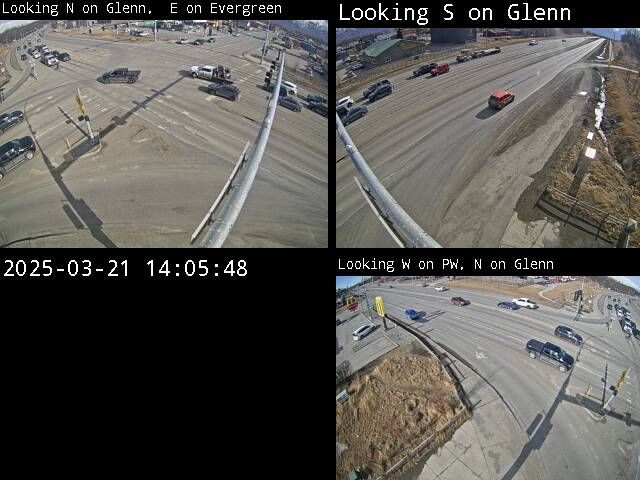 Looking N on Glenn,  E on Evergreen
Looking S on Glenn
2025-03-21 14:05:48
Looking W on PW, N on Glenn